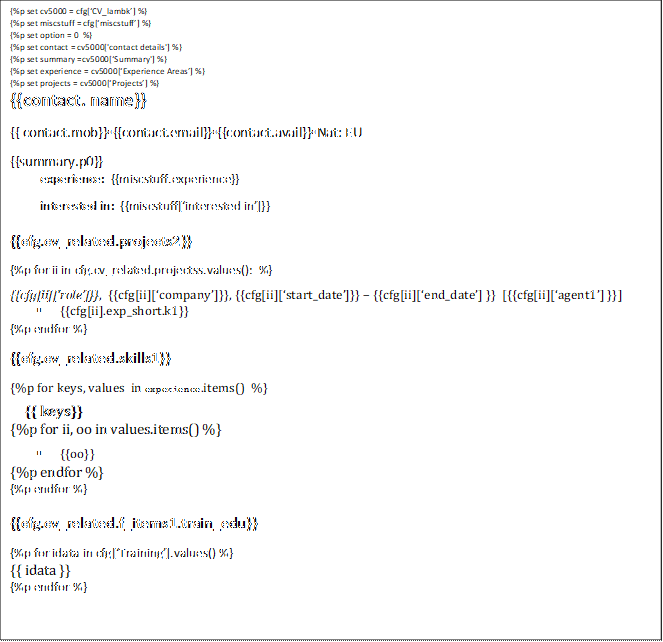 {%p set cv5000 = cfg['CV_lambk'] %}
{%p set miscstuff = cfg['miscstuff'] %}
{%p set option = 0 %}
{%p set contact = cv5000['contact details'] %}
{%p set summary =cv5000['Summary'] %}
{%p set experience = cv5000['Experience Areas'] %}
{%p set projects = cv5000['Projects'] %}
{{contact. name}}
{{ contact.mob}}▫{{contact.email}}▫{{contact.avail}}▫Nat: EU
{{summary.p0}}
experience: {{miscstuff.experience}}
interested in: {{miscstuff['interested in']}}
{{cfg.cv_related.projects2}}
{%p for ii in cfg.cv_related.projectss.values(): %}
{{cfg[ii]['role']}}, {{cfg[ii]['company']}}, {{cfg[ii]['start_date']}} – {{cfg[ii]['end_date'] }} [{{cfg[ii]['agent1'] }} ]
▫ {{cfg[ii].exp_short.k1}}
{%p endfor %}
{{cfg.cv_related.skills1}}
{%p for keys, values in experience.items() %}
{{ keys}}
{%p for ii, oo in values.items() %}
▫ {{oo}}
{%p endfor %}
{%p endfor %}
{{cfg.cv_related.f_items1.train_edu}}
{%p for idata in cfg['Training'].values() %}
{{ idata }}
{%p endfor %}